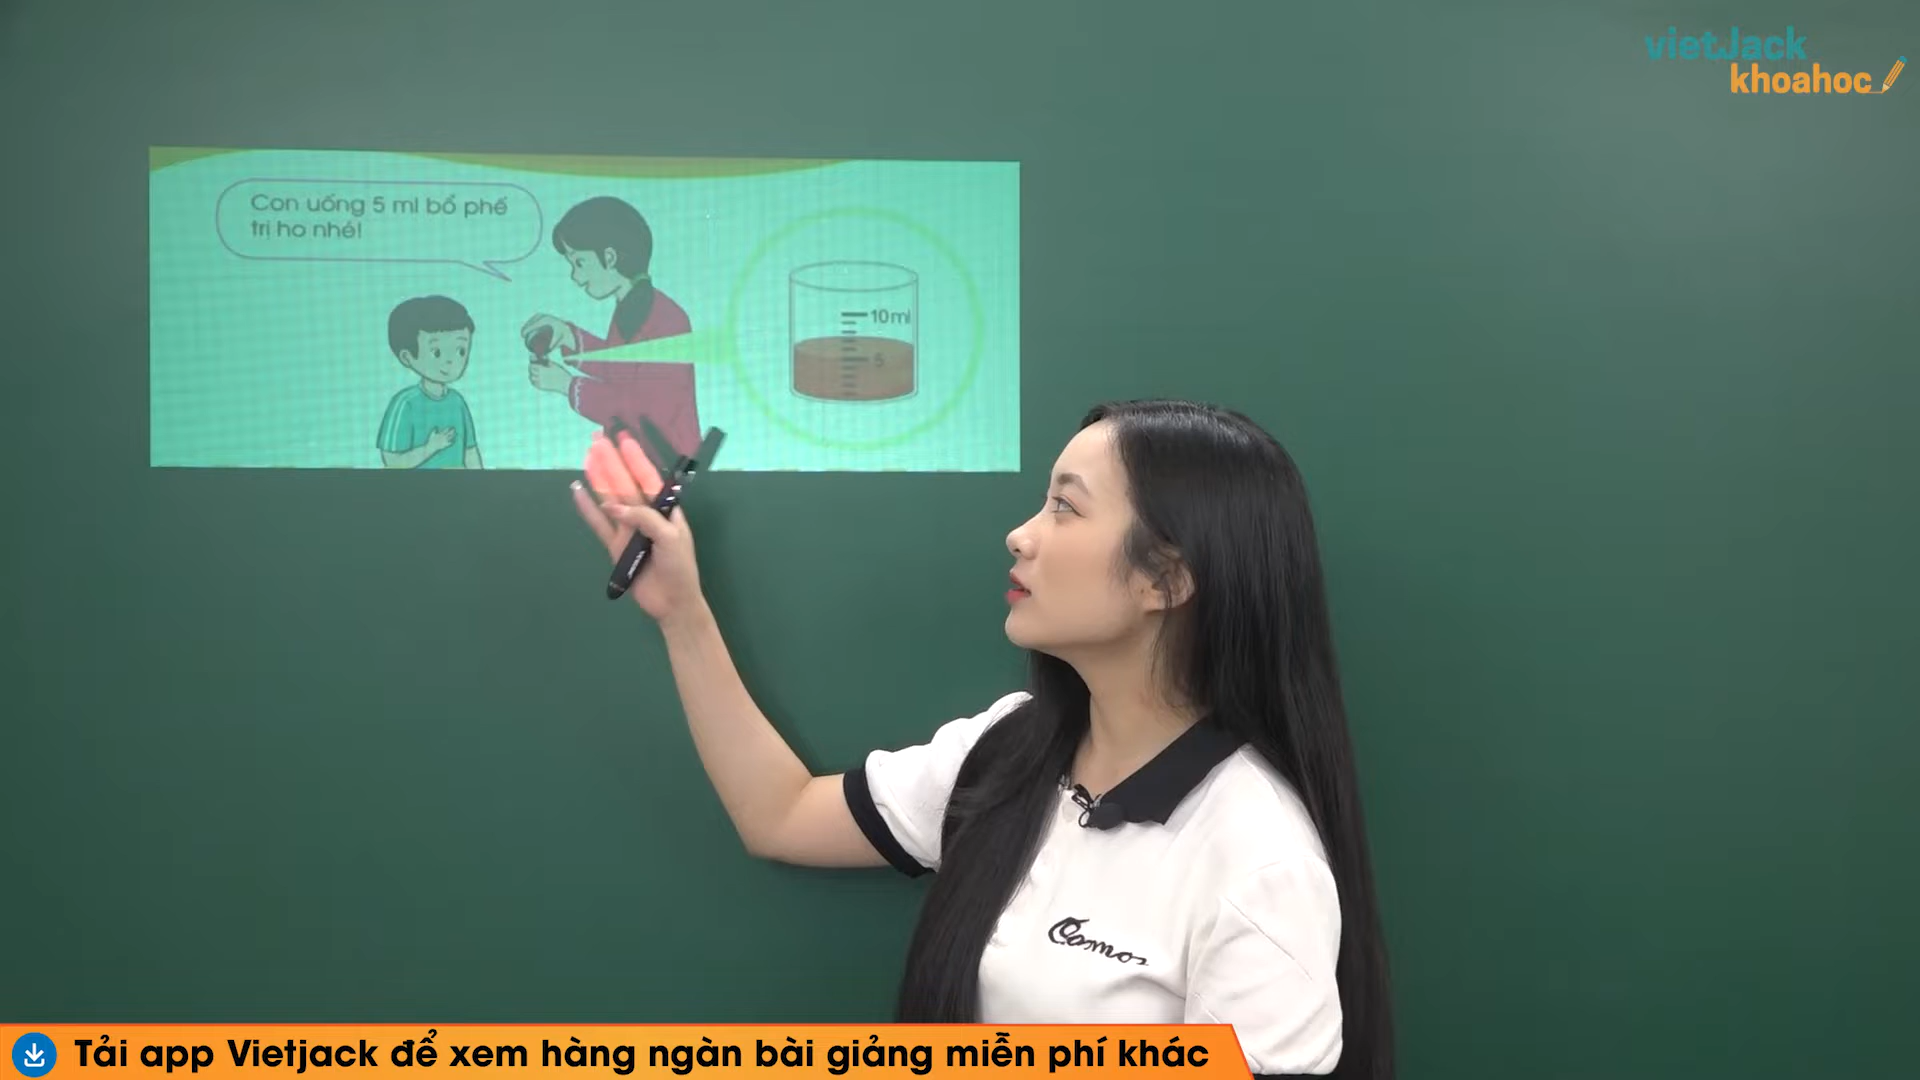 vietJack
khoahoc
Con uống 5 ml bổ phế
trị ho nhé!
10ml
5
Cosmos
Tải app Vietjack để xem hàng ngàn bài giảng miễn phí khác